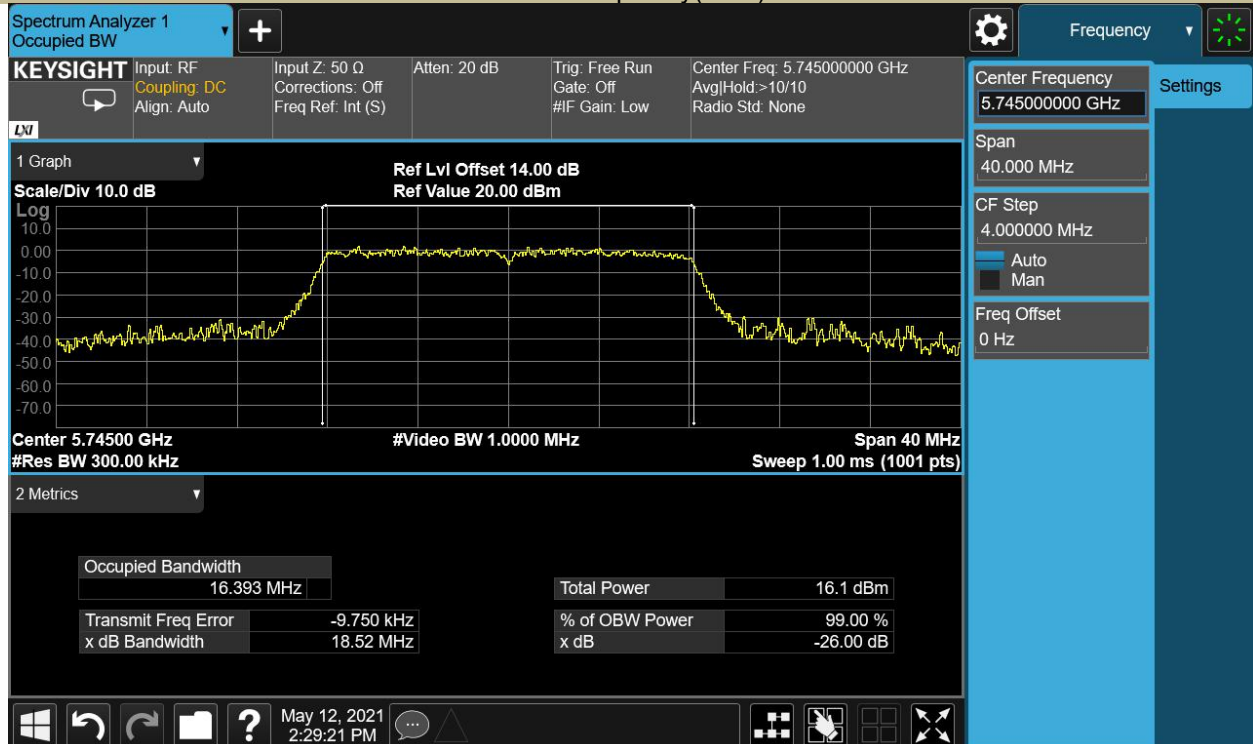 Spectrum Analyzer 1
Occupied BW
+
Frequency
KEYSIGHT
Input: RF
Coupling: DC
Align: Auto
Input Z: 50 Ω
Corrections: Off
Freq Ref: Int (S)
Atten: 20 dB
Trig: Free Run
Gate: Off
#IF Gain: Low
Center Freq: 5.745000000 GHz
Avg|Hold:>10/10
Radio Std: None
LXI
Center Frequency
5.745000000 GHz
Settings
Span
40.000 MHz
CF Step
4.000000 MHz
Auto
Man
Freq Offset
0 Hz
1 Graph
Scale/Div 10.0 dB
Ref Lvl Offset 14.00 dB
Ref Value 20.00 dBm
Log
10.0
0.00
-10.0
-20.0
-30.0
-40.0
-50.0
-60.0
-70.0
Center 5.74500 GHz
#Video BW 1.0000 MHz
Span 40 MHz
#Res BW 300.00 kHz
Sweep 1.00 ms (1001 pts)
2 Metrics
Occupied Bandwidth
16.393 MHz
Total Power 16.1 dBm
Transmit Freq Error -9.750 kHz
% of OBW Power 99.00 %
x dB Bandwidth 18.52 MHz
x dB -26.00 dB
?
May 12, 2021
2:29:21 PM